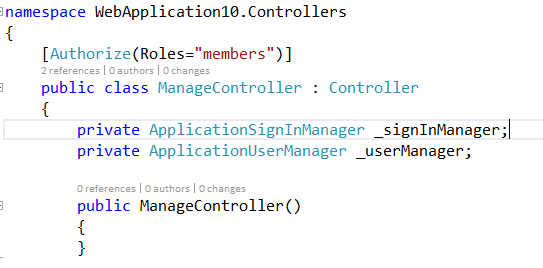 namespace WebApplication10.Controllers
{
[Authorize(Roles="members")]
2 references | 0 authors | 0 changes
public class ManageController : Controller
{
private ApplicationSignInManager _signInManager;
private ApplicationUserManager _userManager;
0 references | 0 authors | 0 changes
public ManageController()
{
}